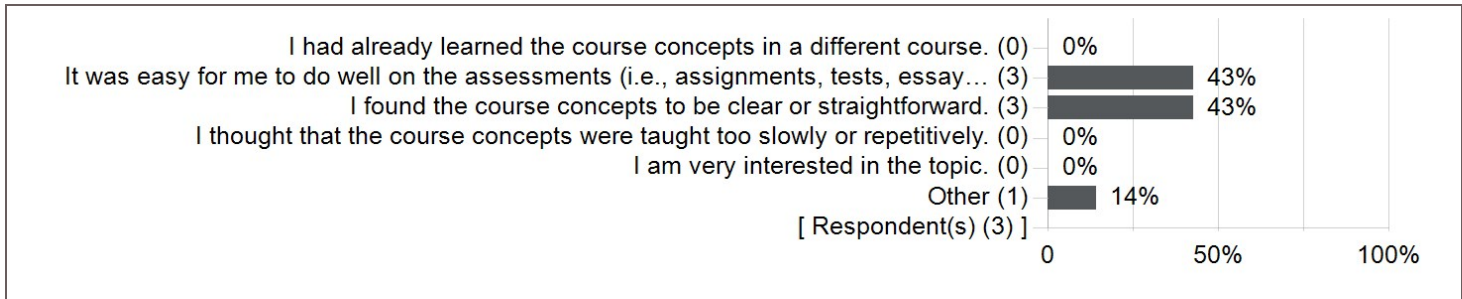 I had already learned the course concepts in a different course. (0) 0%
It was easy for me to do well on the assessments (i.e., assignments, tests, essay… (3) 43%
I found the course concepts to be clear or straightforward. (3) 43%
I thought that the course concepts were taught too slowly or repetitively. (0) 0%
I am very interested in the topic. (0) 0%
Other (1) 14%
[ Respondent(s) (3) ]
0 50% 100%